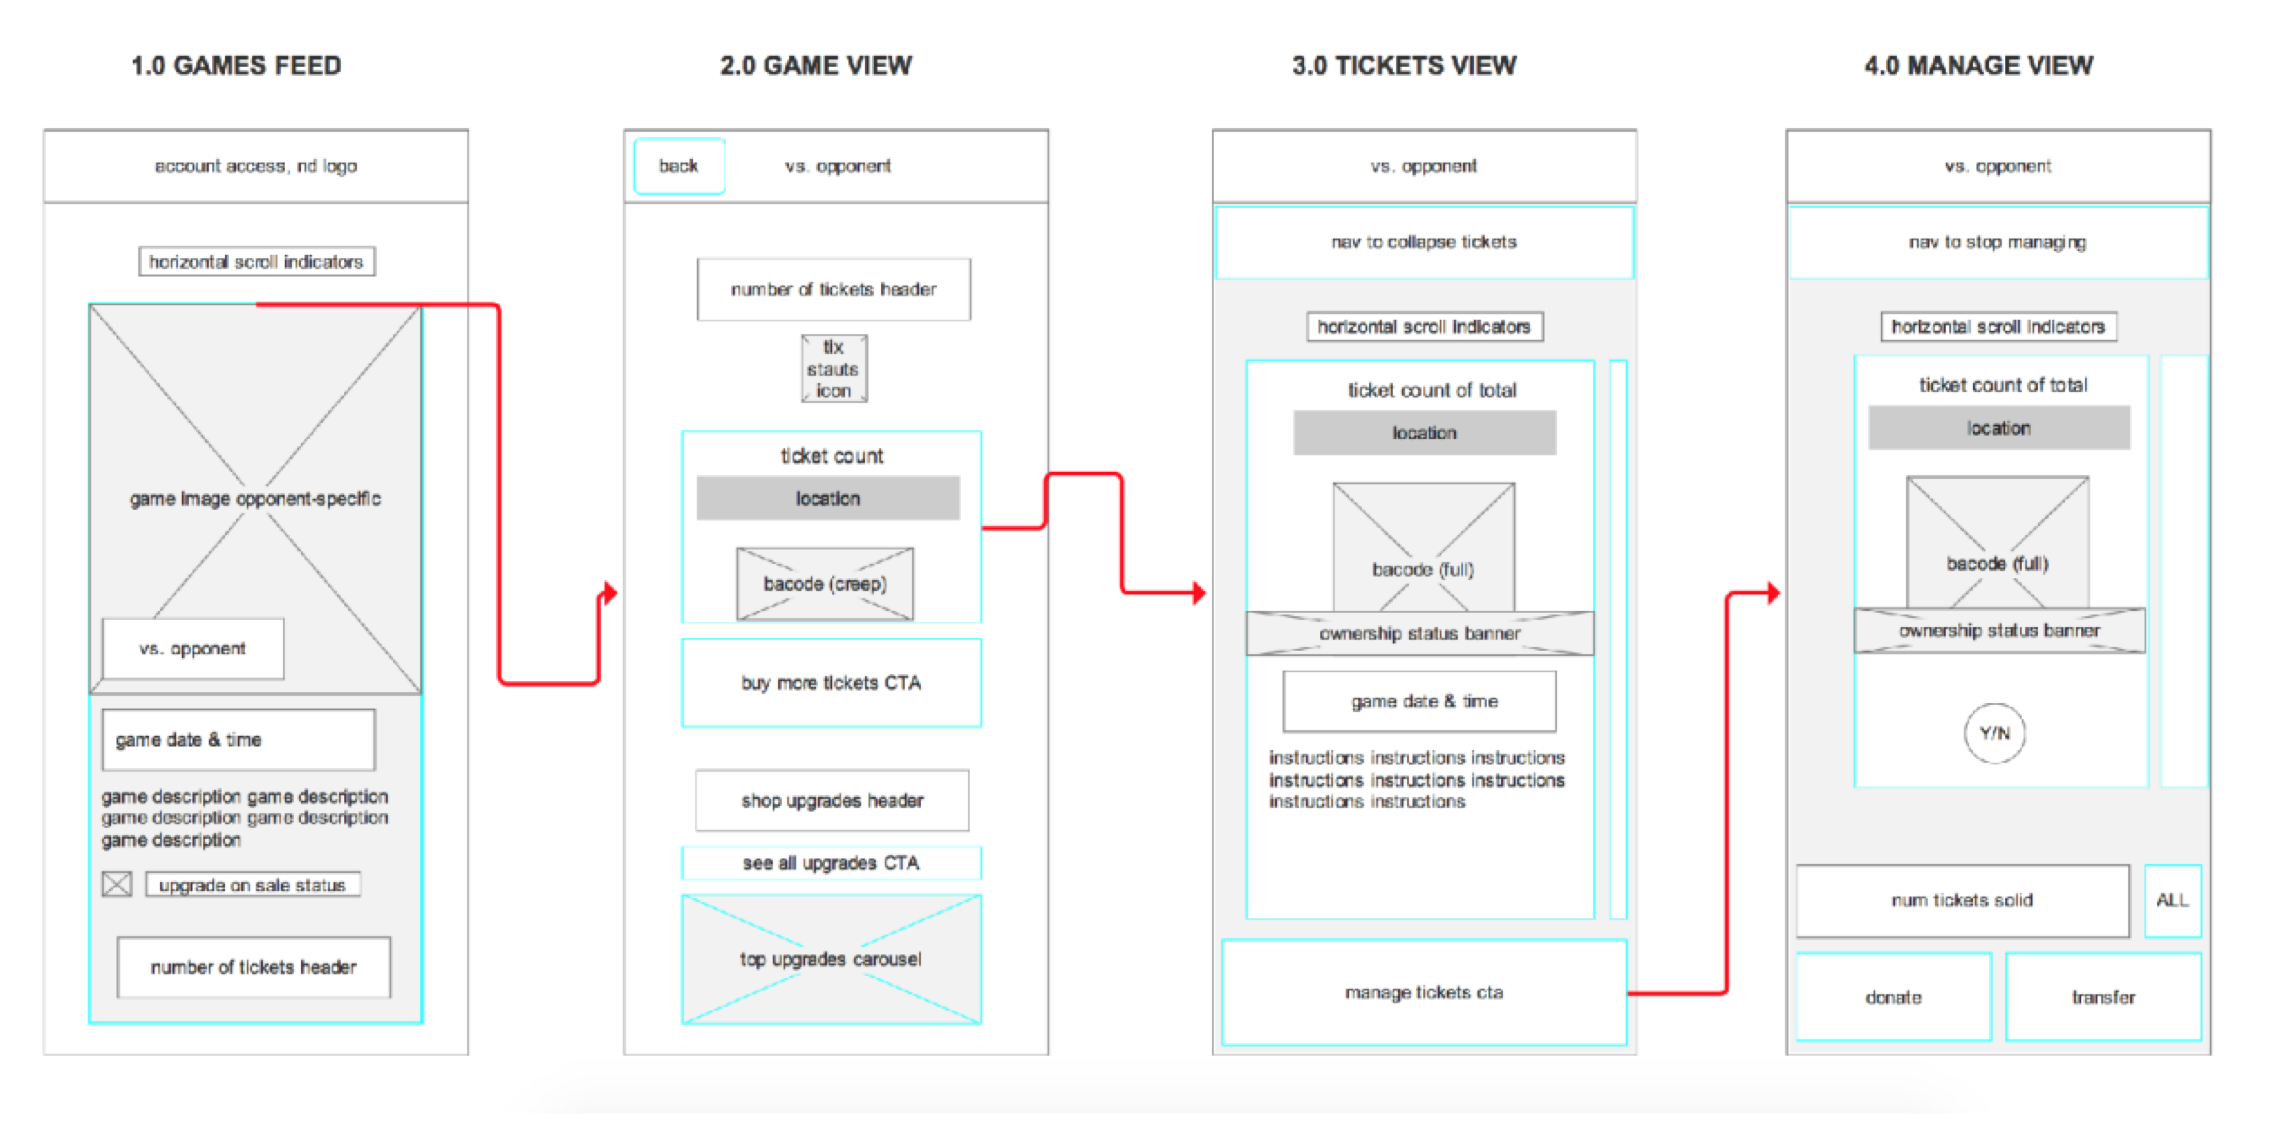 1.0 GAMES FEED
account access, nd logo
horizontal scroll indicators
game image opponent-specific
vs. opponent
game date & time
game description game description
game description game description
game description
upgrade on sale status
number of tickets header
2.0 GAME VIEW
back
vs. opponent
number of tickets header
tix
stauts
icon
ticket count
location
bacode (creep)
buy more tickets CTA
shop upgrades header
see all upgrades CTA
top upgrades carousel
3.0 TICKETS VIEW
vs. opponent
nav to collapse tickets
horizontal scroll indicators
ticket count of total
location
bacode (full)
ownership status banner
game date & time
instructions instructions instructions
instructions instructions instructions
instructions instructions
manage tickets cta
4.0 MANAGE VIEW
vs. opponent
nav to stop managing
horizontal scroll indicators
ticket count of total
location
bacode (full)
ownership status banner
Y/N
num tickets solid
ALL
donate
transfer